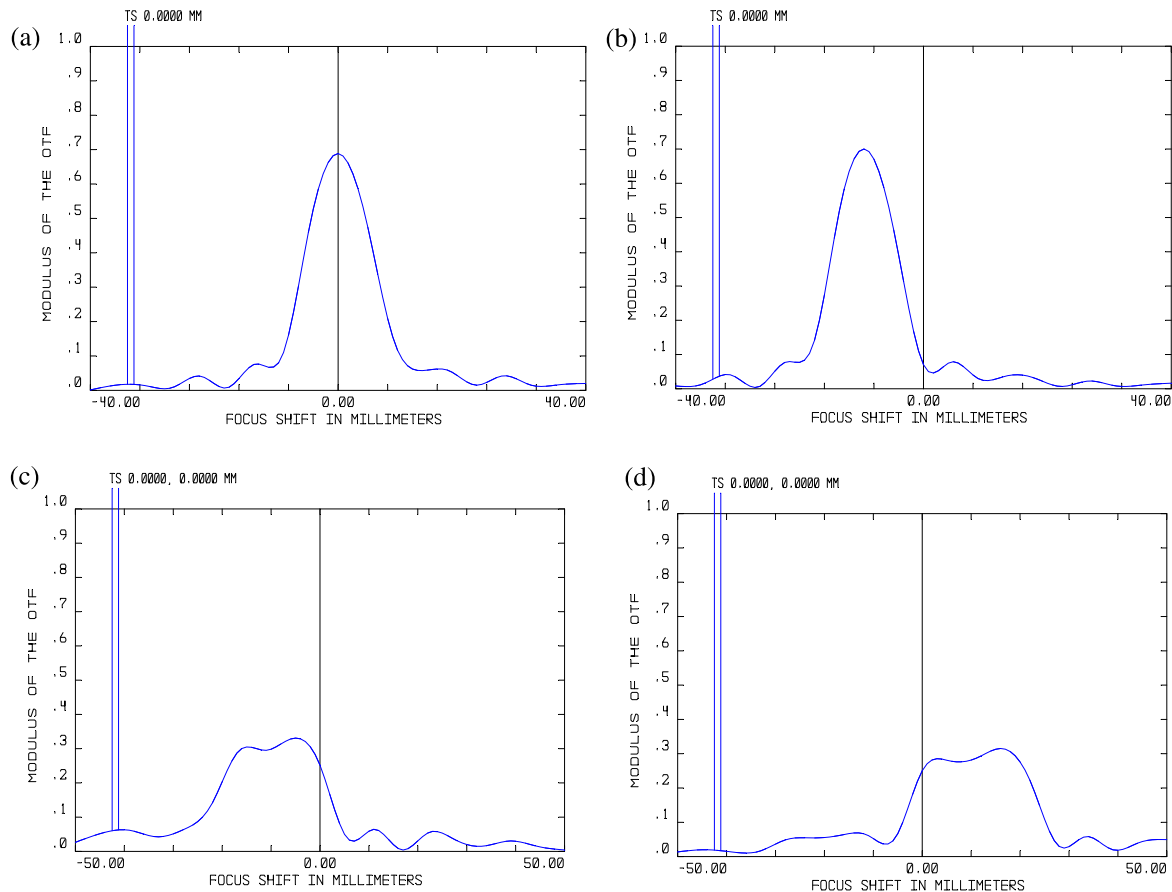 (a)
TS 0.0000 MM
1.0
.9
.8
.7
.6
.5
.4
.3
.2
.1
.0
MODULUS OF THE OTF
-40.00 0.00 40.00
FOCUS SHIFT IN MILLIMETERS
(b)
TS 0.0000 MM
1.0
.9
.8
.7
.6
.5
.4
.3
.2
.1
.0
MODULUS OF THE OTF
-40.00 0.00 40.00
FOCUS SHIFT IN MILLIMETERS
(c)
TS 0.0000, 0.0000 MM
1.0
.9
.8
.7
.6
.5
.4
.3
.2
.1
.0
MODULUS OF THE OTF
-50.00 0.00 50.00
FOCUS SHIFT IN MILLIMETERS
(d)
TS 0.0000, 0.0000 MM
1.0
.9
.8
.7
.6
.5
.4
.3
.2
.1
.0
MODULUS OF THE OTF
-50.00 0.00 50.00
FOCUS SHIFT IN MILLIMETERS